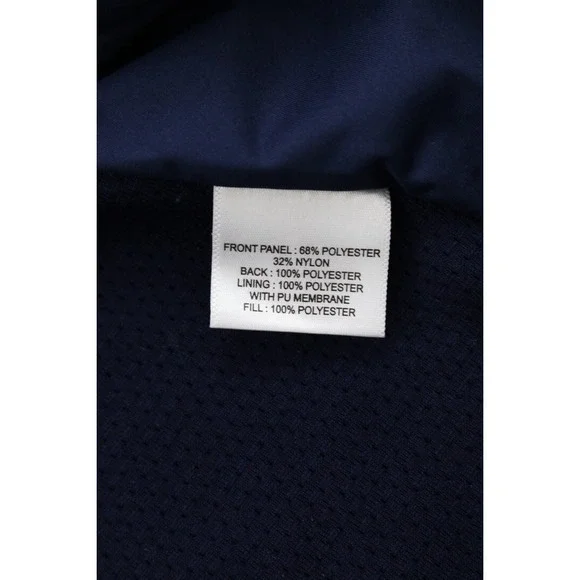 FRONT PANEL : 68% POLYESTER
32% NYLON
BACK : 100% POLYESTER
LINING : 100% POLYESTER
WITH PU MEMBRANE
FILL : 100% POLYESTER